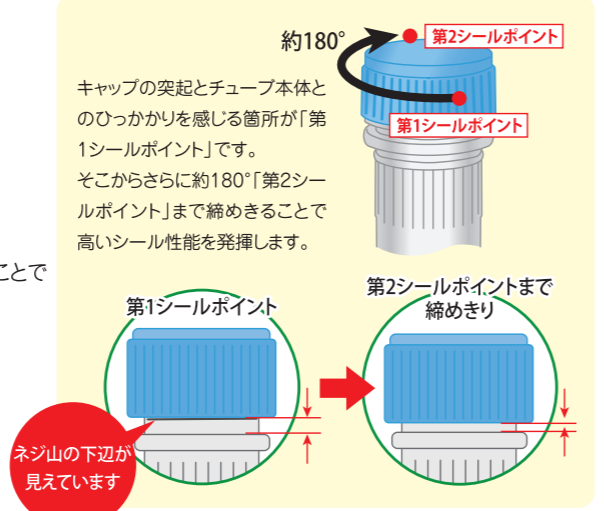 約180°
第2シールポイント
第1シールポイント
キャップの突起とチューブ本体と
のひっかかりを感じる箇所が「第
1シールポイント」です。
そこからさらに約180°「第2シー
ルポイント」まで締めきることで
高いシール性能を発揮します。
ことで
第1シールポイント
第2シールポイントまで
締めきり
ネジ山の下辺が
見えています